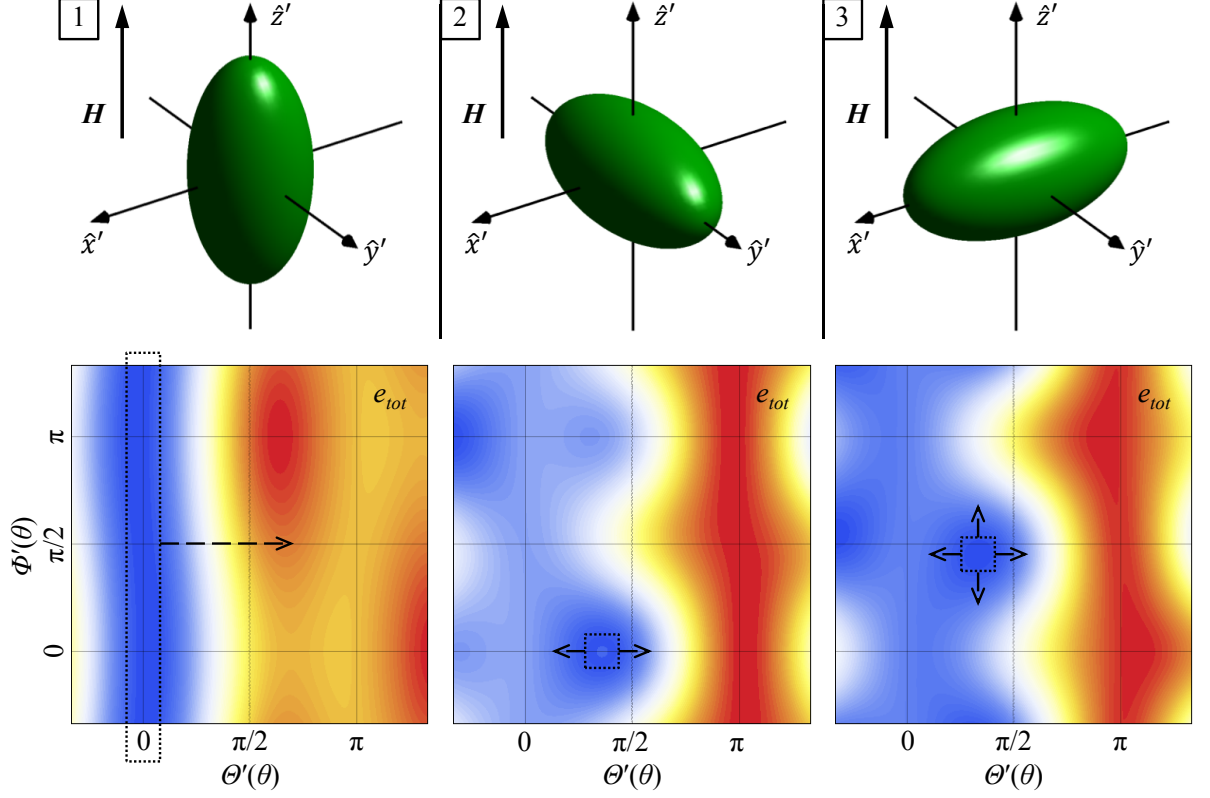 1
H
ẑ′
x̂′
ŷ′
2
H
ẑ′
x̂′
ŷ′
3
H
ẑ′
x̂′
ŷ′
e_tot
e_tot
e_tot
Φ′(θ)
π
π/2
0
0 π/2 π
Θ′(θ)
0 π/2 π
Θ′(θ)
0 π/2 π
Θ′(θ)